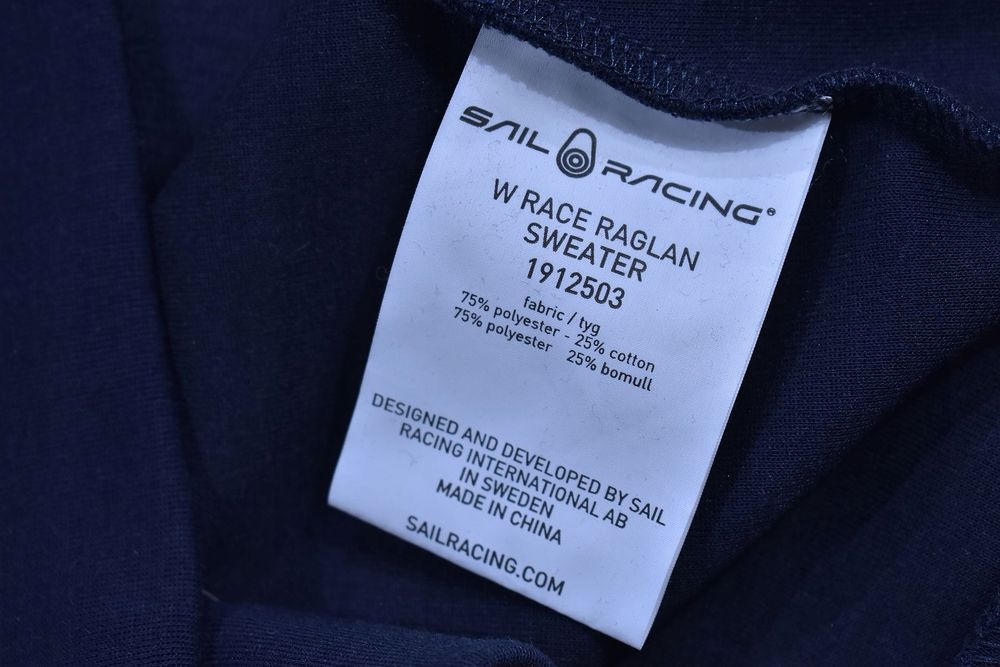 SAIL RACING®
W RACE RAGLAN
SWEATER
1912503
fabric / tyg
75% polyester - 25% cotton
75% polyester 25% bomull
DESIGNED AND DEVELOPED BY SAIL
RACING INTERNATIONAL AB
IN SWEDEN
MADE IN CHINA
SAILRACING.COM